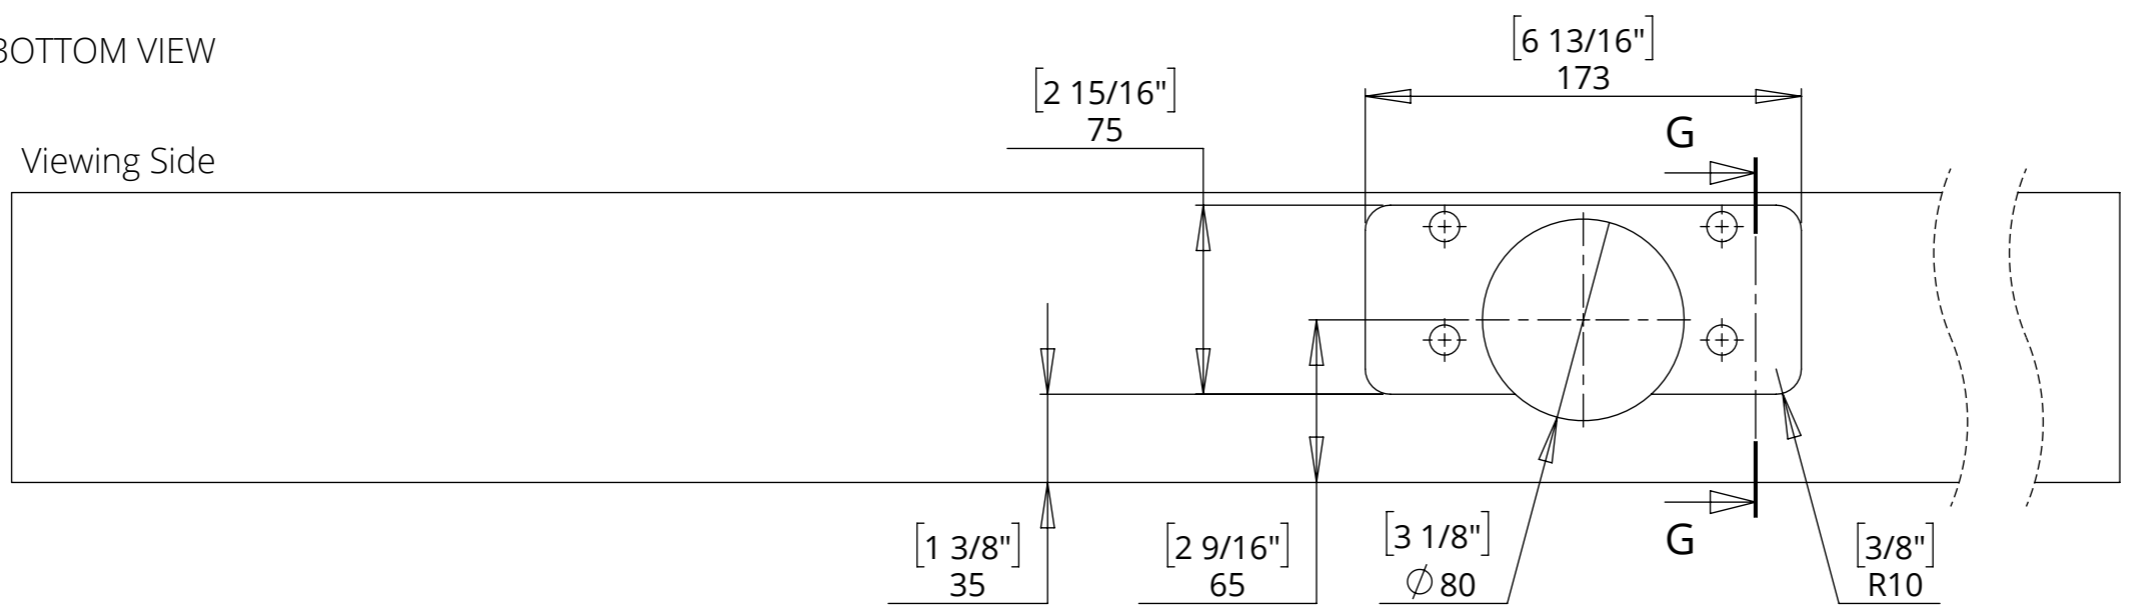 BOTTOM VIEW
[6 13/16"]
173
[2 15/16"]
75
G
Viewing Side
[1 3/8"]
35
[2 9/16"]
65
[3 1/8"]
∅80
G
[3/8"]
R10